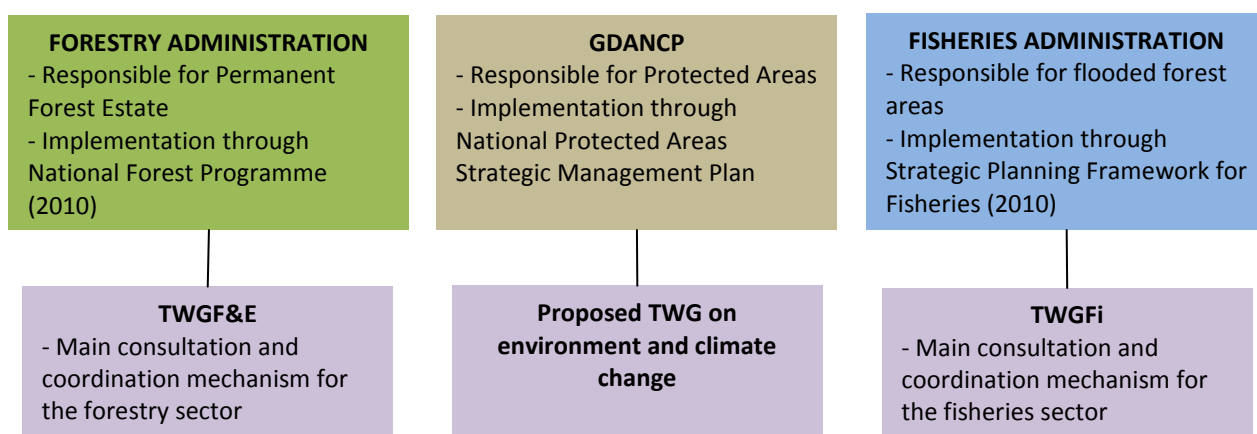 FORESTRY ADMINISTRATION
- Responsible for Permanent
Forest Estate
- Implementation through
National Forest Programme
(2010)
GDANCP
- Responsible for Protected Areas
- Implementation through
National Protected Areas
Strategic Management Plan
FISHERIES ADMINISTRATION
- Responsible for flooded forest
areas
- Implementation through
Strategic Planning Framework for
Fisheries (2010)
TWGF&E
- Main consultation and
coordination mechanism for
the forestry sector
Proposed TWG on
environment and climate
change
TWGFi
- Main consultation and
coordination mechanism for
the fisheries sector